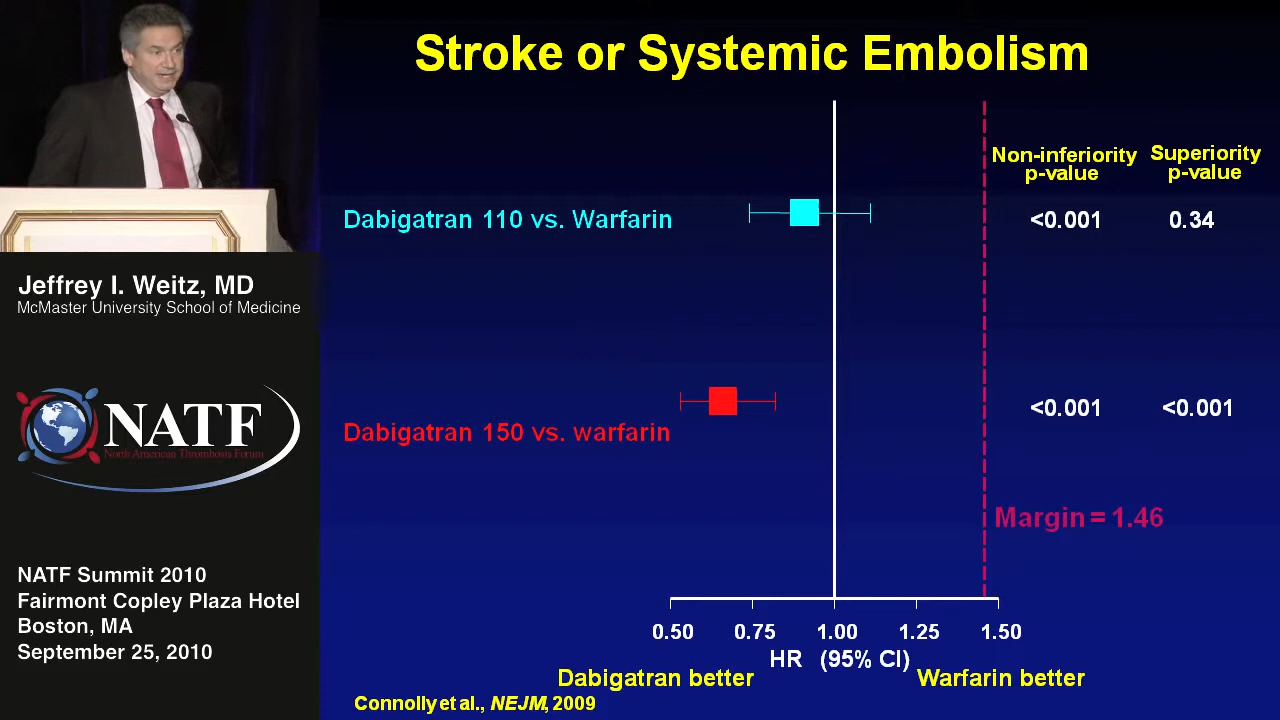 Stroke or Systemic Embolism
Non-inferiority p-value
Superiority p-value
Dabigatran 110 vs. Warfarin
<0.001
0.34
Dabigatran 150 vs. warfarin
<0.001
<0.001
Margin = 1.46
0.50 0.75 1.00 1.25 1.50
HR (95% CI)
Dabigatran better
Warfarin better
Connolly et al., NEJM, 2009
Jeffrey I. Weitz, MD
McMaster University School of Medicine
NATF
North American Thrombosis Forum
NATF Summit 2010
Fairmont Copley Plaza Hotel
Boston, MA
September 25, 2010